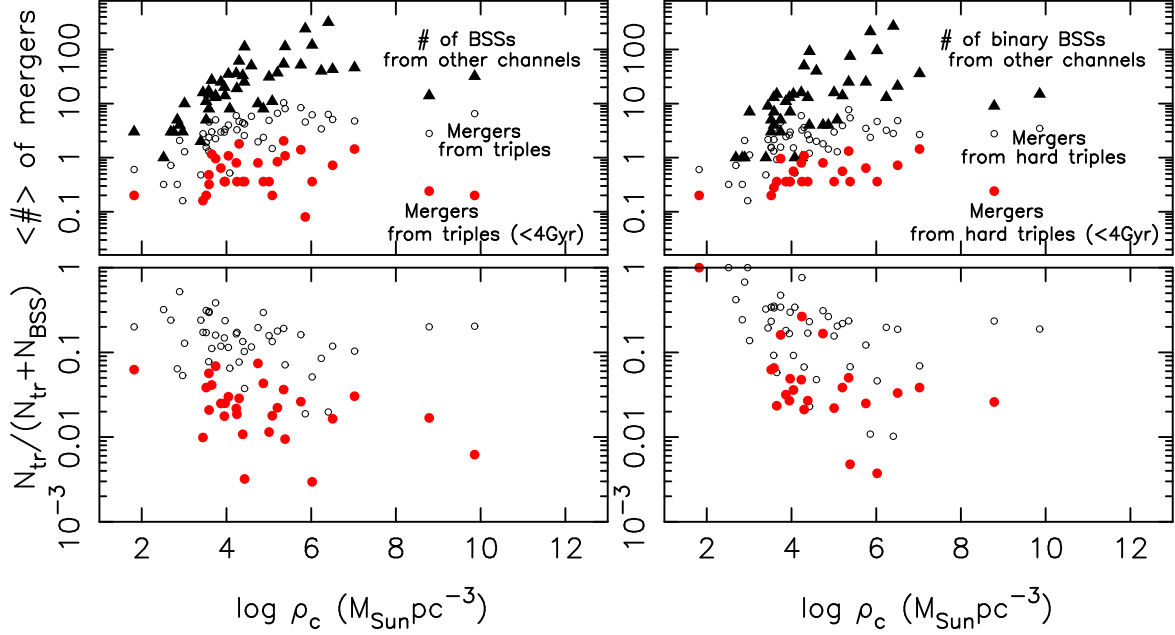 <#> of mergers
100
10
1
0.1
# of BSSs
from other channels
Mergers
from triples
Mergers
from triples (<4Gyr)
100
10
1
0.1
# of binary BSSs
from other channels
Mergers
from hard triples
Mergers
from hard triples (<4Gyr)
N_tr/(N_tr+N_BSS)
1
0.1
0.01
10⁻³
2 4 6 8 10 12
log ρ_c (M_Sun pc⁻³)
1
0.1
0.01
10⁻³
2 4 6 8 10 12
log ρ_c (M_Sun pc⁻³)